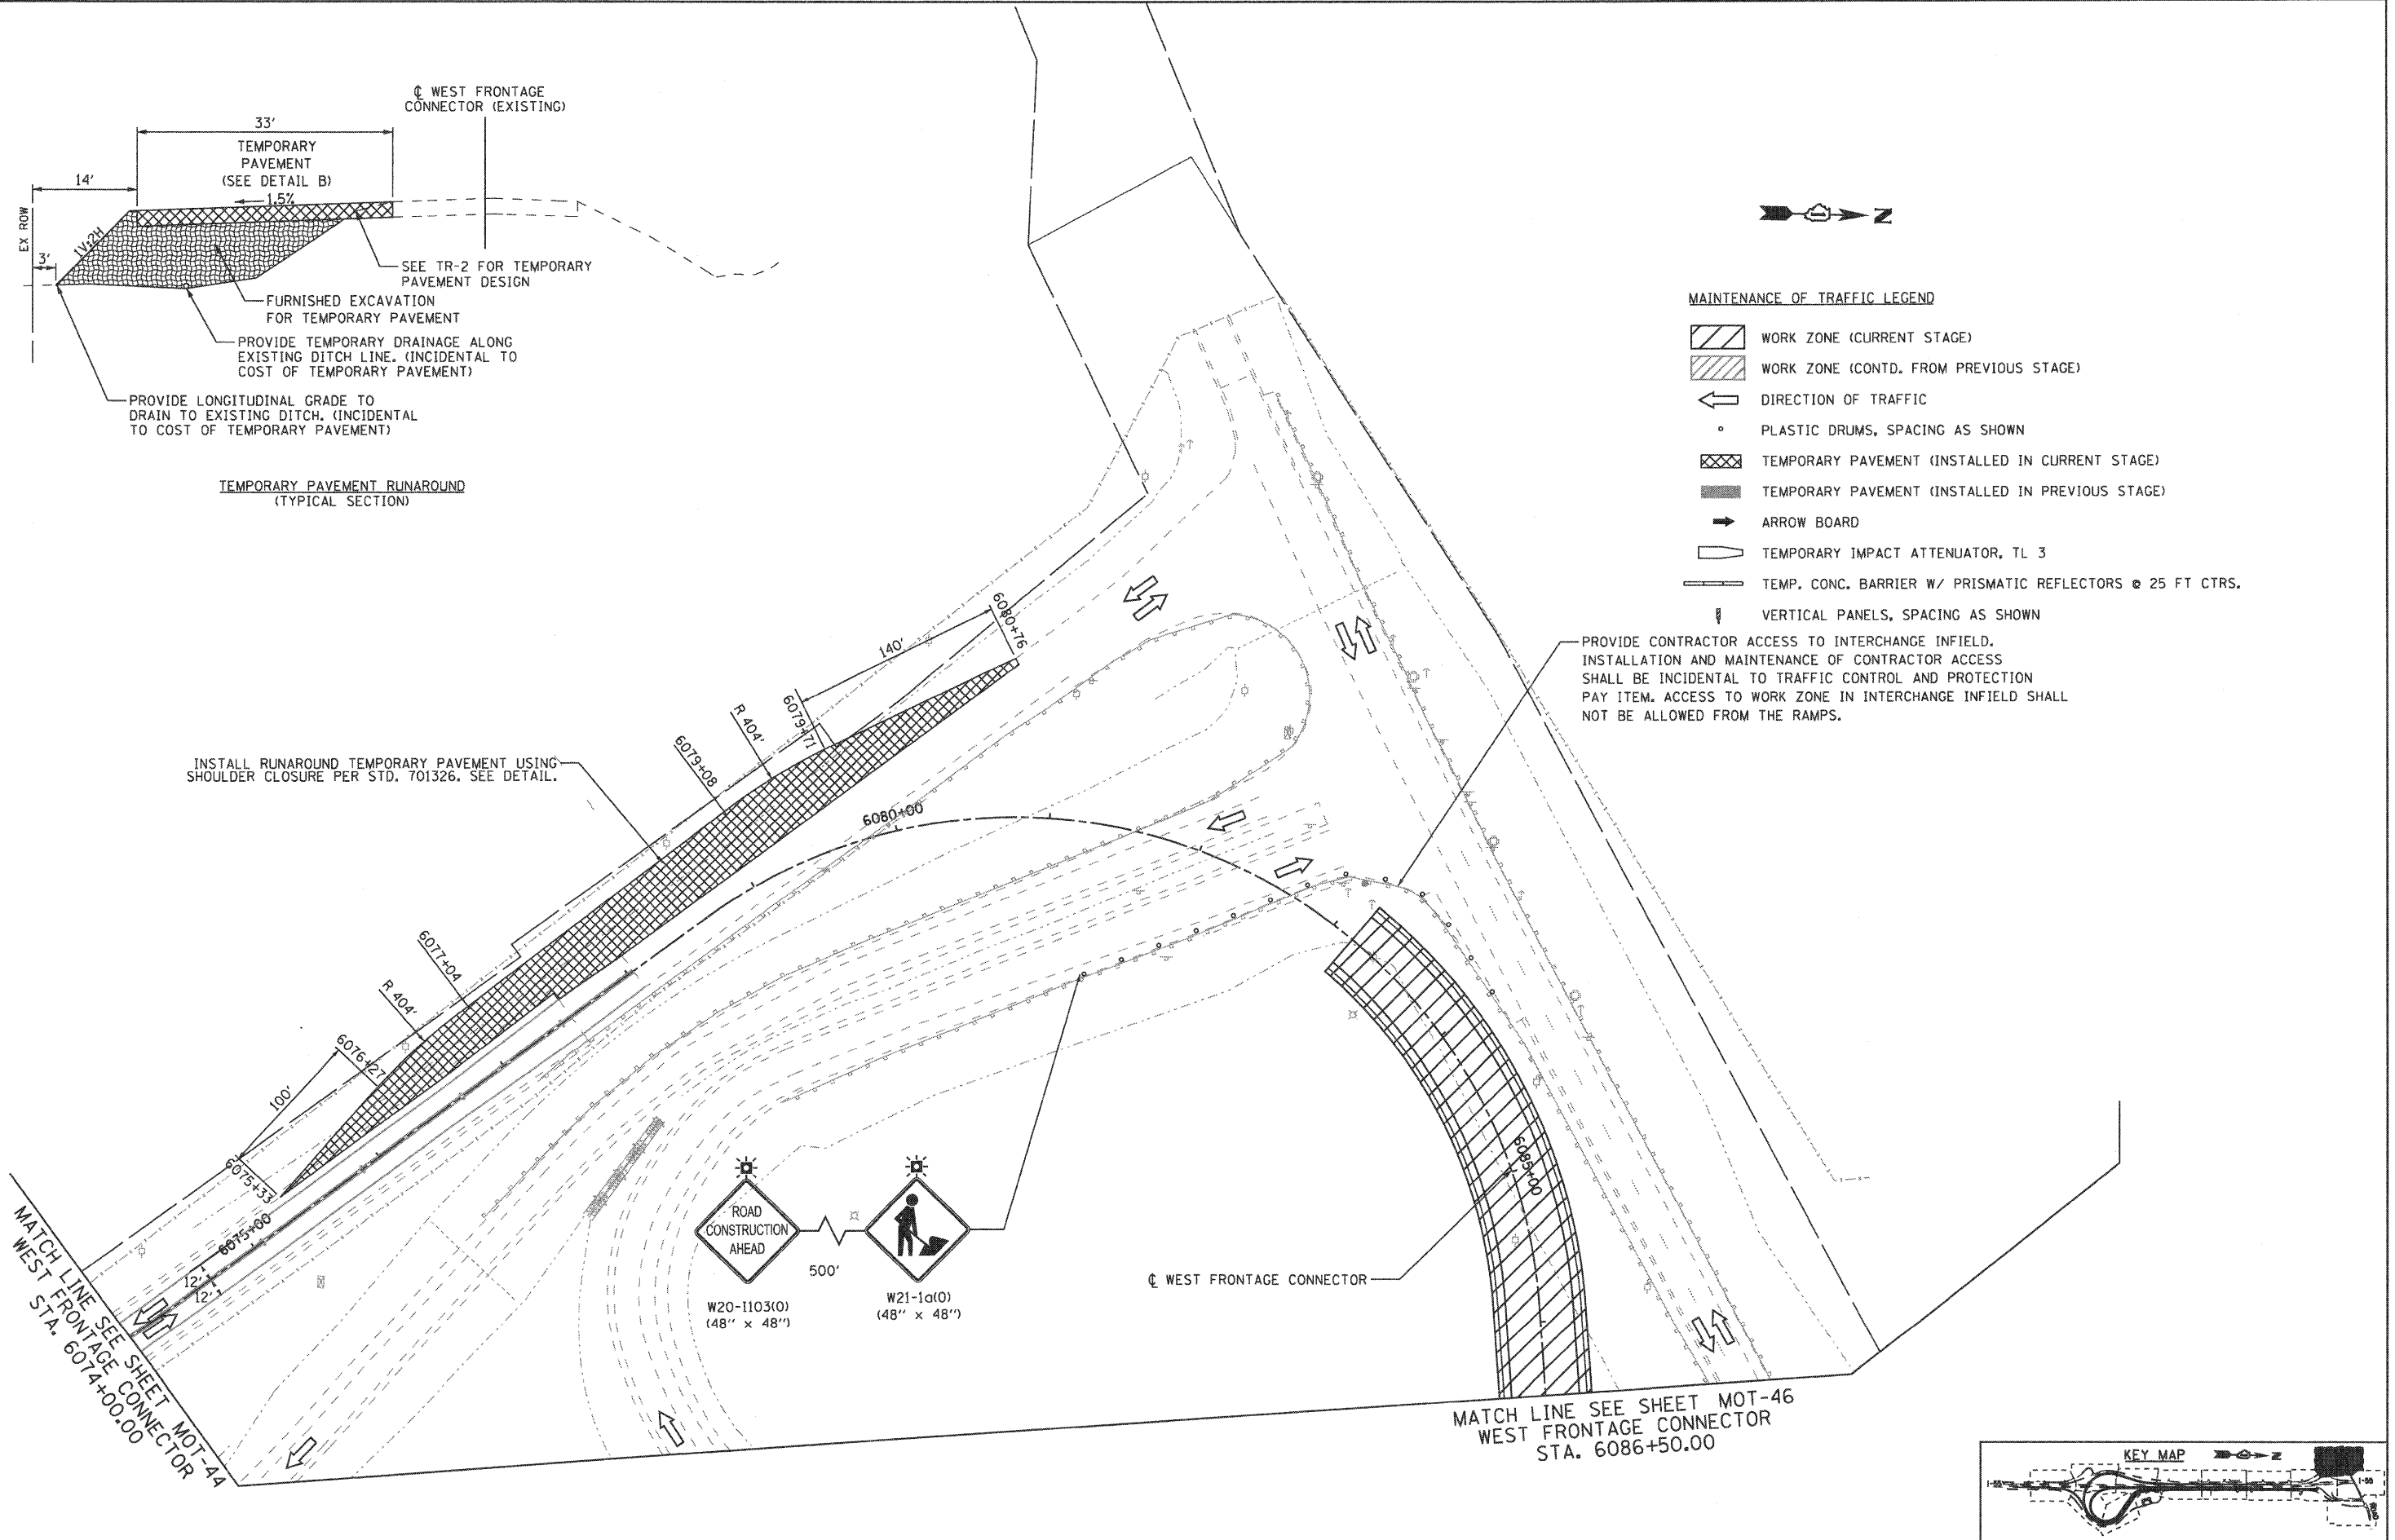 ℄ WEST FRONTAGE
CONNECTOR (EXISTING)
33'
TEMPORARY
PAVEMENT
(SEE DETAIL B)
14'
1.5%
EX ROW
1V:2H
3'
SEE TR-2 FOR TEMPORARY
PAVEMENT DESIGN
FURNISHED EXCAVATION
FOR TEMPORARY PAVEMENT
PROVIDE TEMPORARY DRAINAGE ALONG
EXISTING DITCH LINE. (INCIDENTAL TO
COST OF TEMPORARY PAVEMENT)
PROVIDE LONGITUDINAL GRADE TO
DRAIN TO EXISTING DITCH. (INCIDENTAL
TO COST OF TEMPORARY PAVEMENT)
TEMPORARY PAVEMENT RUNAROUND
(TYPICAL SECTION)
N
MAINTENANCE OF TRAFFIC LEGEND
WORK ZONE (CURRENT STAGE)
WORK ZONE (CONTD. FROM PREVIOUS STAGE)
DIRECTION OF TRAFFIC
PLASTIC DRUMS, SPACING AS SHOWN
TEMPORARY PAVEMENT (INSTALLED IN CURRENT STAGE)
TEMPORARY PAVEMENT (INSTALLED IN PREVIOUS STAGE)
ARROW BOARD
TEMPORARY IMPACT ATTENUATOR, TL 3
TEMP. CONC. BARRIER W/ PRISMATIC REFLECTORS @ 25 FT CTRS.
VERTICAL PANELS, SPACING AS SHOWN
PROVIDE CONTRACTOR ACCESS TO INTERCHANGE INFIELD.
INSTALLATION AND MAINTENANCE OF CONTRACTOR ACCESS
SHALL BE INCIDENTAL TO TRAFFIC CONTROL AND PROTECTION
PAY ITEM. ACCESS TO WORK ZONE IN INTERCHANGE INFIELD SHALL
NOT BE ALLOWED FROM THE RAMPS.
6080+76
140'
6079+71
R 404'
6079+08
INSTALL RUNAROUND TEMPORARY PAVEMENT USING
SHOULDER CLOSURE PER STD. 701326. SEE DETAIL.
6080+00
6077+04
R 404'
6076+27
100'
6075+33
6075+00
12'
12'
MATCH LINE SEE SHEET MOT-44
WEST FRONTAGE CONNECTOR
STA. 6074+00.00
ROAD
CONSTRUCTION
AHEAD
500'
W20-I103(O)
(48" x 48")
W21-1a(O)
(48" x 48")
6085+00
℄ WEST FRONTAGE CONNECTOR
MATCH LINE SEE SHEET MOT-46
WEST FRONTAGE CONNECTOR
STA. 6086+50.00
KEY MAP
N
I-55
I-55